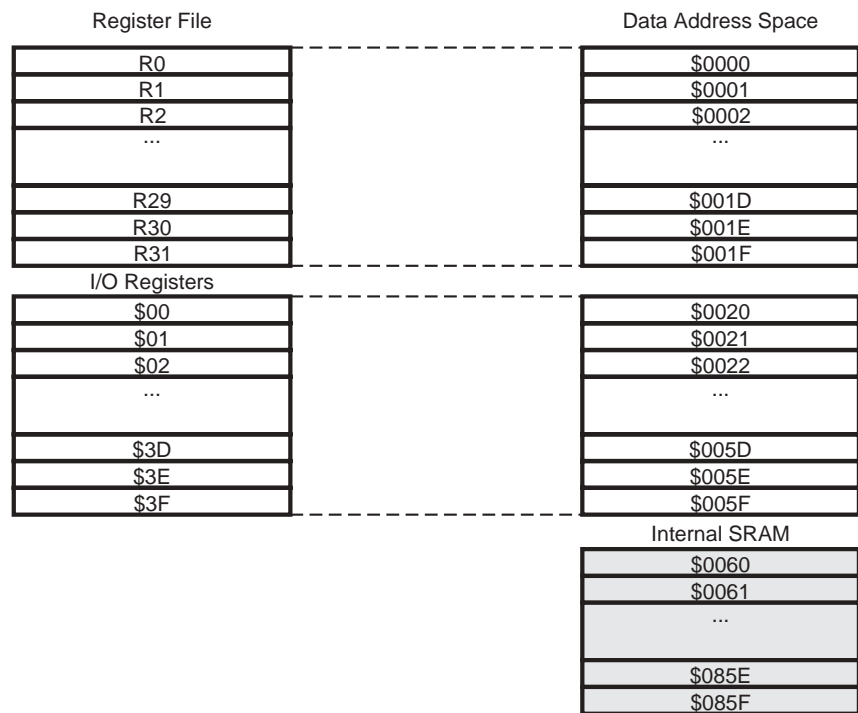 Register File Data Address Space
R0 $0000
R1 $0001
R2 $0002
... ...
R29 $001D
R30 $001E
R31 $001F
I/O Registers
$00 $0020
$01 $0021
$02 $0022
... ...
$3D $005D
$3E $005E
$3F $005F
Internal SRAM
$0060
$0061
...
$085E
$085F